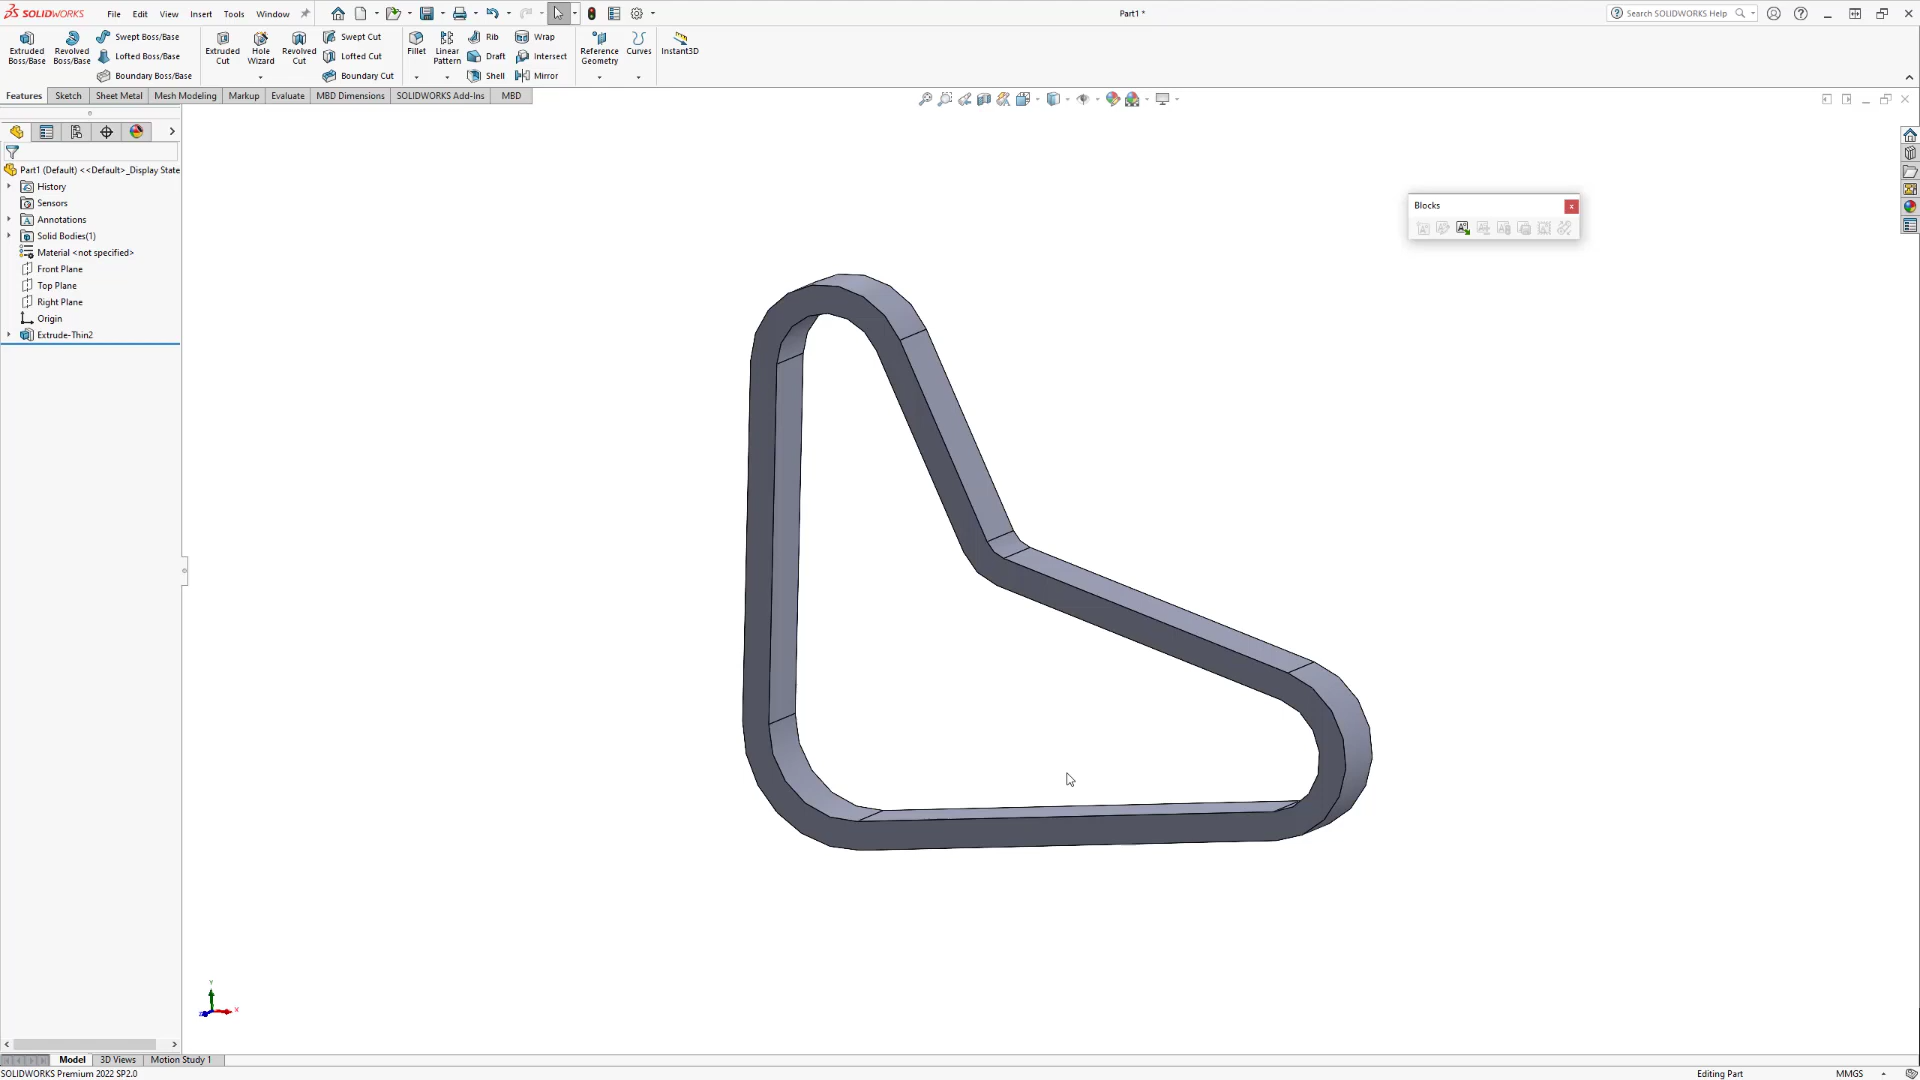 SOLIDWORKS File Edit View Insert Tools Window Part1 * Search SOLIDWORKS Help
Extruded Boss/Base
Revolved Boss/Base
Swept Boss/Base
Lofted Boss/Base
Boundary Boss/Base
Extruded Cut
Hole Wizard
Revolved Cut
Swept Cut
Lofted Cut
Boundary Cut
Fillet
Linear Pattern
Rib
Draft
Shell
Wrap
Intersect
Mirror
Reference Geometry
Curves
Instant3D
Features Sketch Sheet Metal Mesh Modeling Markup Evaluate MBD Dimensions SOLIDWORKS Add-Ins MBD
Part1 (Default) <<Default>_Display State
History
Sensors
Annotations
Solid Bodies(1)
Material <not specified>
Front Plane
Top Plane
Right Plane
Origin
Extrude-Thin2
Blocks
Y
X
Z
Model 3D Views Motion Study 1
SOLIDWORKS Premium 2022 SP2.0 Editing Part MMGS